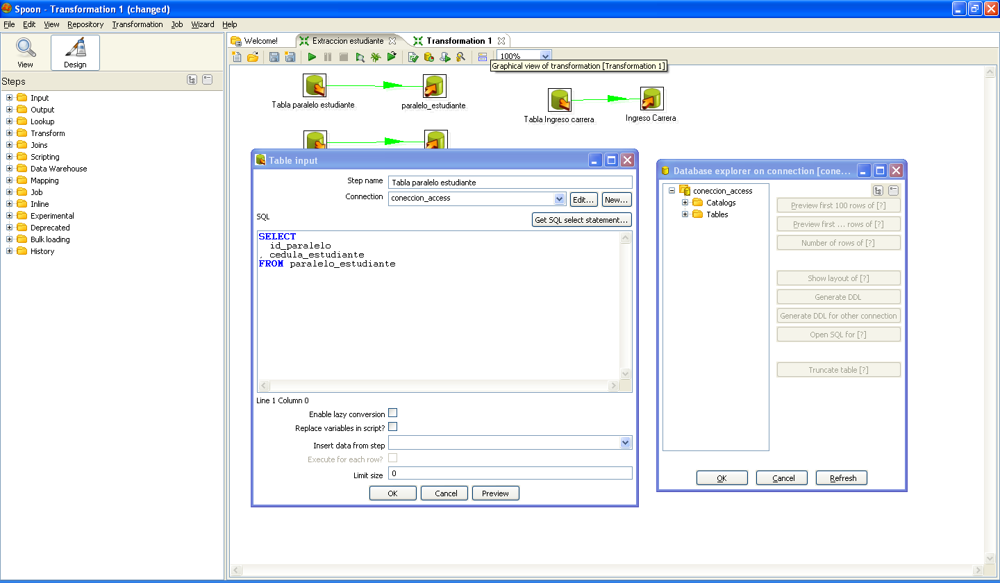 Spoon - Transformation 1 (changed)
File Edit View Repository Transformation Job Wizard Help
View Design
Steps
Input
Output
Lookup
Transform
Joins
Scripting
Data Warehouse
Mapping
Job
Inline
Experimental
Deprecated
Bulk loading
History
Welcome! Extraccion estudiante Transformation 1
100%
Graphical view of transformation [Transformation 1]
Tabla paralelo estudiante paralelo_estudiante
Tabla Ingreso carrera Ingreso Carrera
Table input
Step name Tabla paralelo estudiante
Connection coneccion_access Edit... New...
SQL Get SQL select statement...
SELECT
id_paralelo
, cedula_estudiante
FROM paralelo_estudiante
Line 1 Column 0
Enable lazy conversion
Replace variables in script?
Insert data from step
Execute for each row?
Limit size 0
OK Cancel Preview
Database explorer on connection [cone...
coneccion_access
Catalogs
Tables
Preview first 100 rows of [?]
Preview first ... rows of [?]
Number of rows of [?]
Show layout of [?]
Generate DDL
Generate DDL for other connection
Open SQL for [?]
Truncate table [?]
OK Cancel Refresh